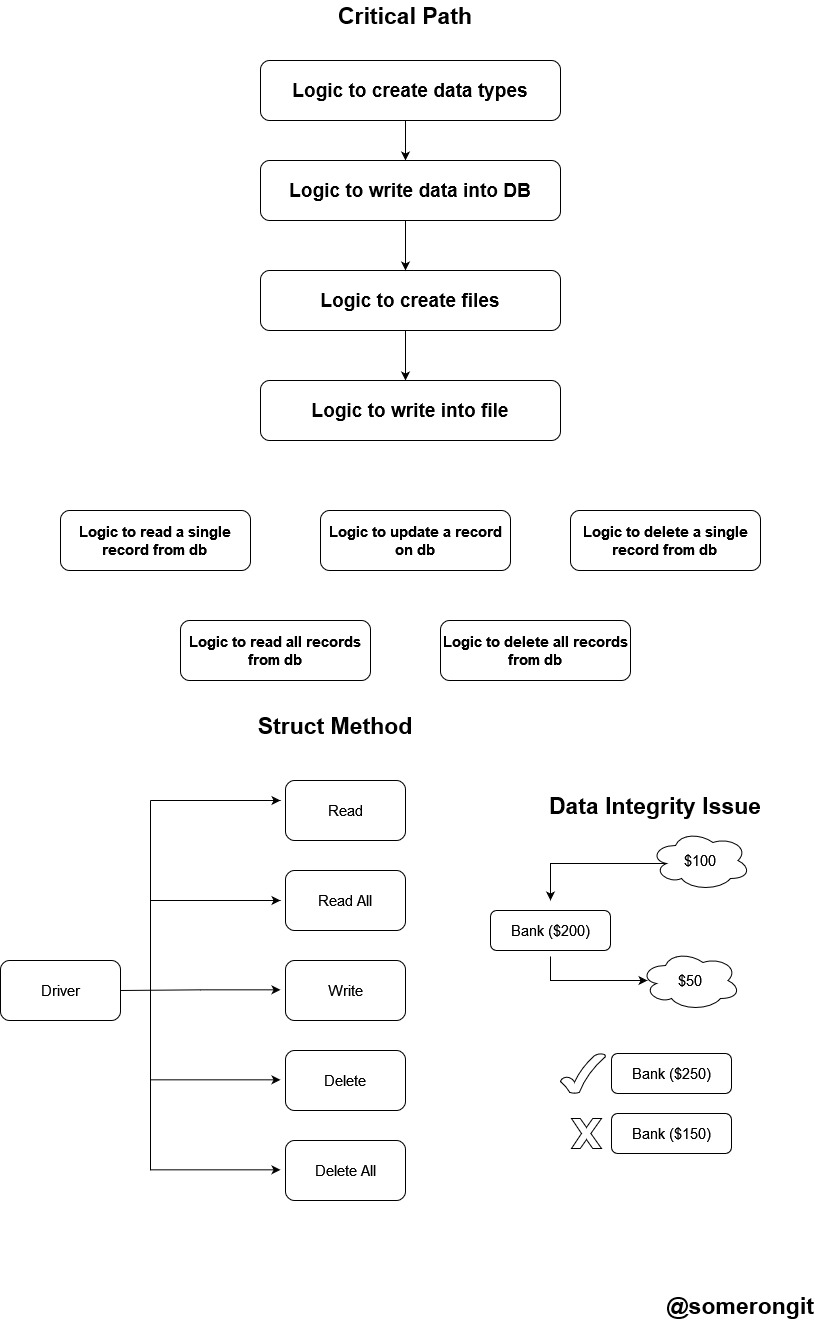 Critical Path
Logic to create data types
Logic to write data into DB
Logic to create files
Logic to write into file
Logic to read a single
record from db
Logic to update a record
on db
Logic to delete a single
record from db
Logic to read all records
from db
Logic to delete all records
from db
Struct Method
Driver
Read
Read All
Write
Delete
Delete All
Data Integrity Issue
$100
Bank ($200)
$50
Bank ($250)
X
Bank ($150)
@somerongit